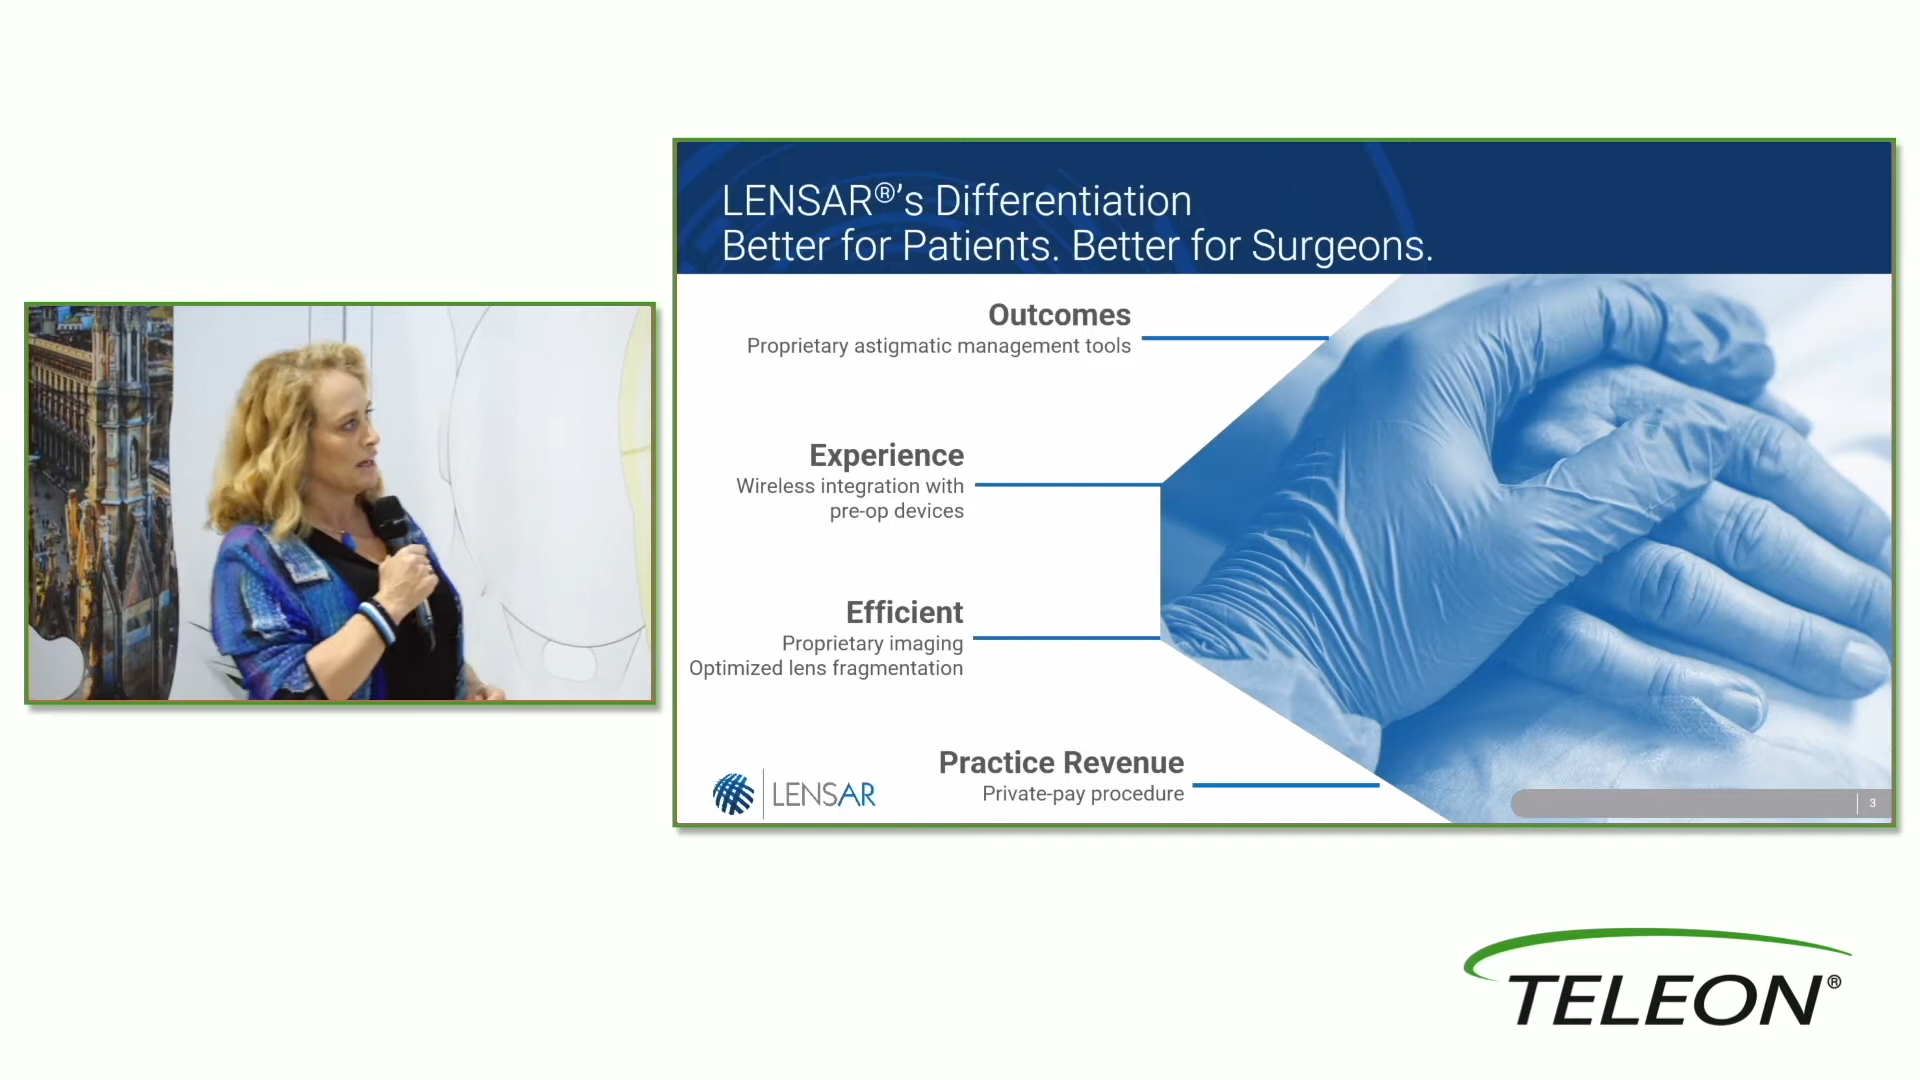 LENSAR®'s Differentiation
Better for Patients. Better for Surgeons.
Outcomes
Proprietary astigmatic management tools
Experience
Wireless integration with
pre-op devices
Efficient
Proprietary imaging
Optimized lens fragmentation
Practice Revenue
Private-pay procedure
LENSAR
3
TELEON®